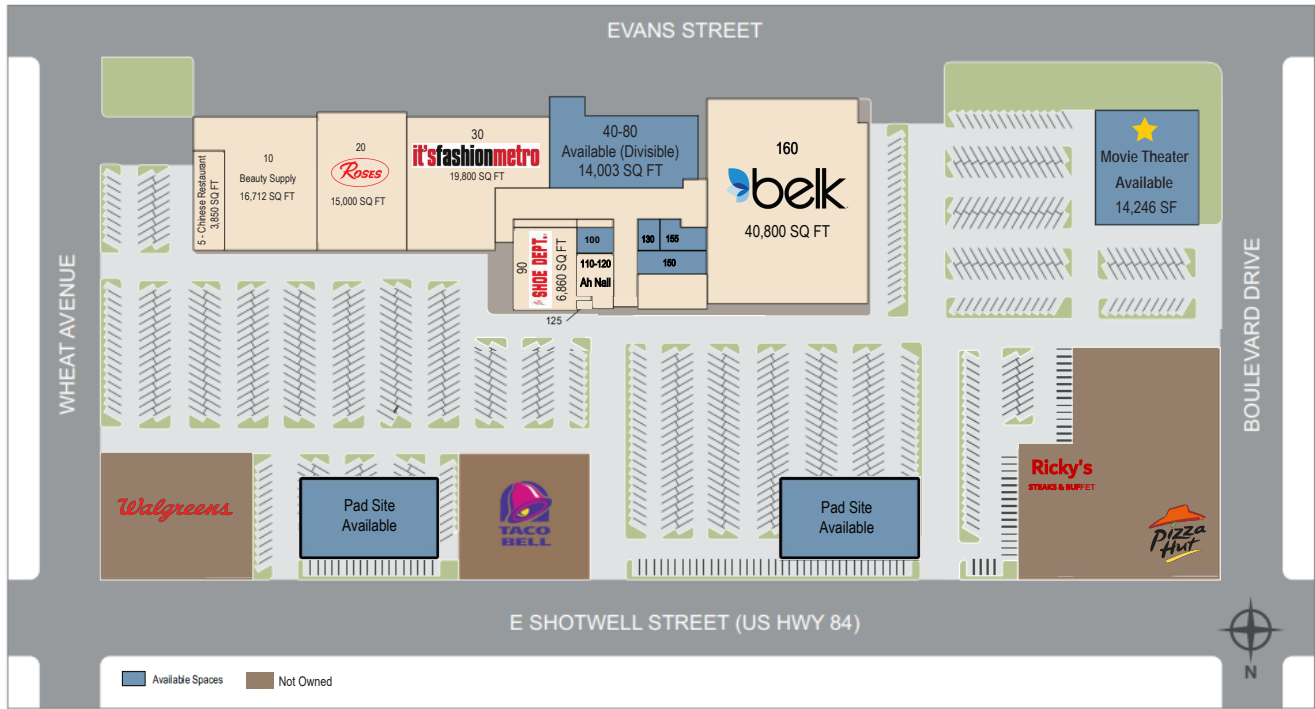 EVANS STREET
WHEAT AVENUE
BOULEVARD DRIVE
5 - Chinese Restaurant
3,850 SQ FT
10
Beauty Supply
16,712 SQ FT
20
ROSES
15,000 SQ FT
30
it'sfashionmetro
19,800 SQ FT
40-80
Available (Divisible)
14,003 SQ FT
160
belk
40,800 SQ FT
Movie Theater
Available
14,246 SF
90
SHOE DEPT.
6,860 SQ FT
100
110-120
Ah Nail
125
130
155
150
Walgreens
Pad Site
Available
TACO
BELL
Pad Site
Available
Ricky's
STEAKS & BUFFET
Pizza
Hut
E SHOTWELL STREET (US HWY 84)
N
Available Spaces
Not Owned